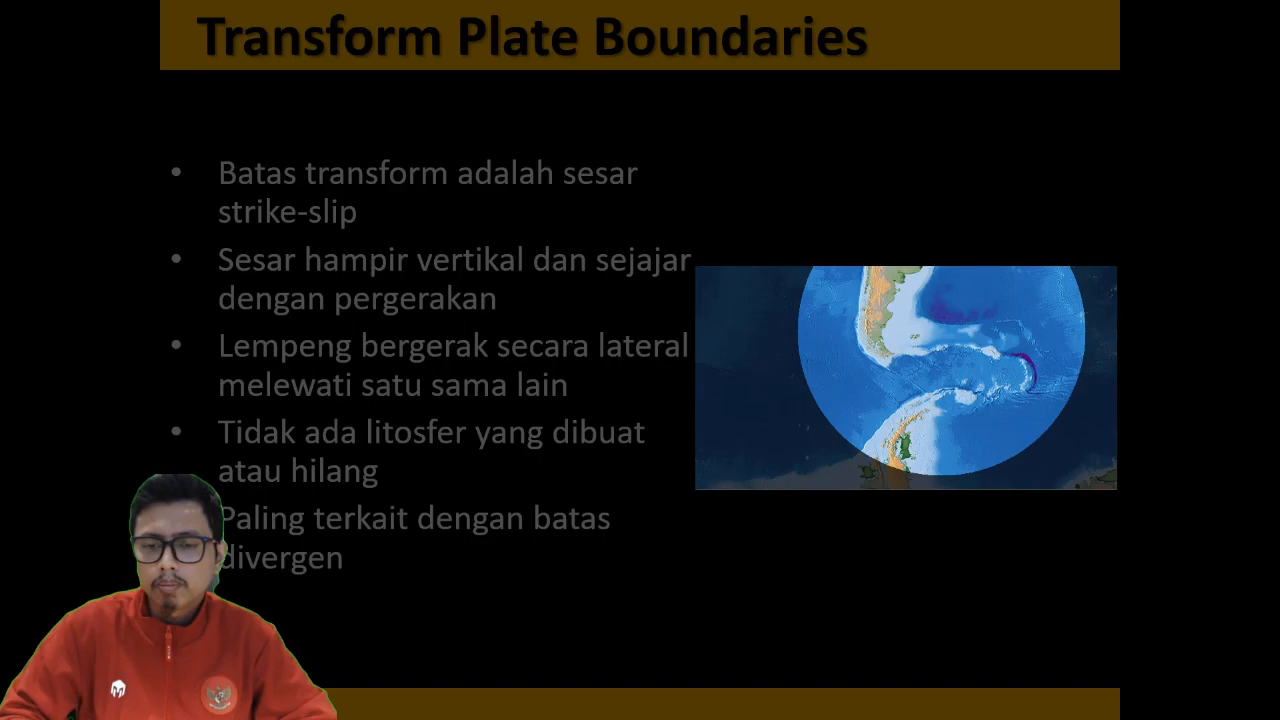 Transform Plate Boundaries
• Batas transform adalah sesar
strike-slip
• Sesar hampir vertikal dan sejajar
dengan pergerakan
• Lempeng bergerak secara lateral
melewati satu sama lain
• Tidak ada litosfer yang dibuat
atau hilang
Paling terkait dengan batas
divergen